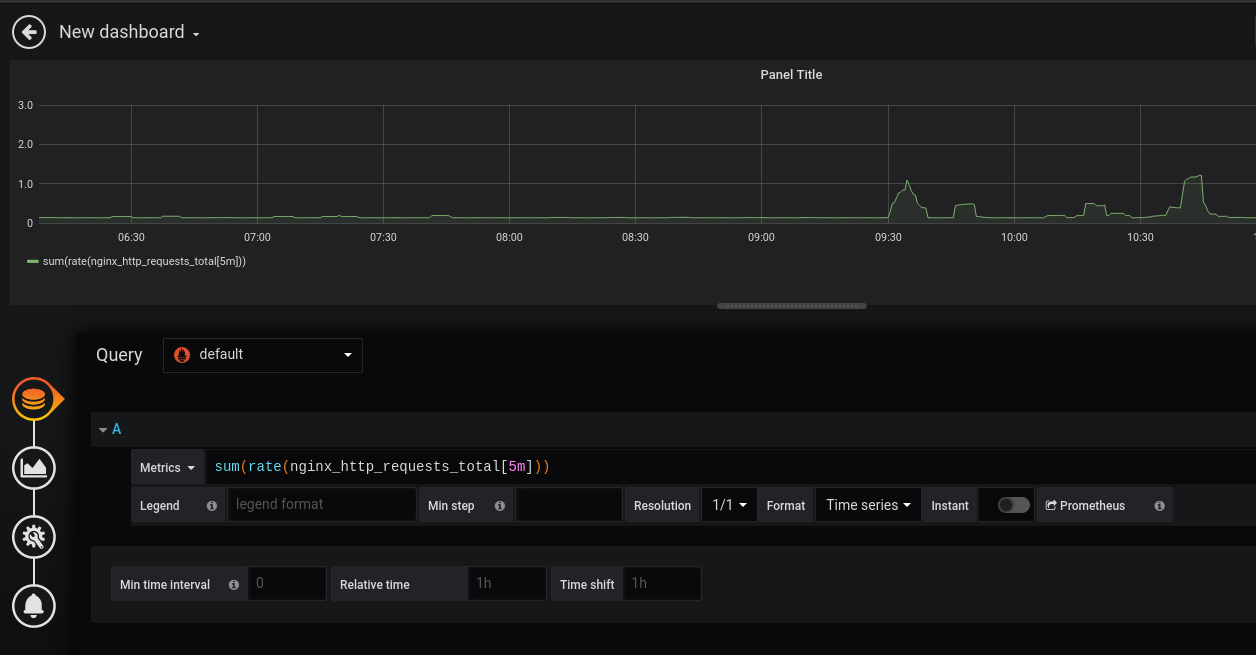 New dashboard
Panel Title
3.0
2.0
1.0
0
06:30 07:00 07:30 08:00 08:30 09:00 09:30 10:00 10:30
sum(rate(nginx_http_requests_total[5m]))
Query default
A
Metrics sum(rate(nginx_http_requests_total[5m]))
Legend legend format Min step Resolution 1/1 Format Time series Instant Prometheus
Min time interval 0 Relative time 1h Time shift 1h